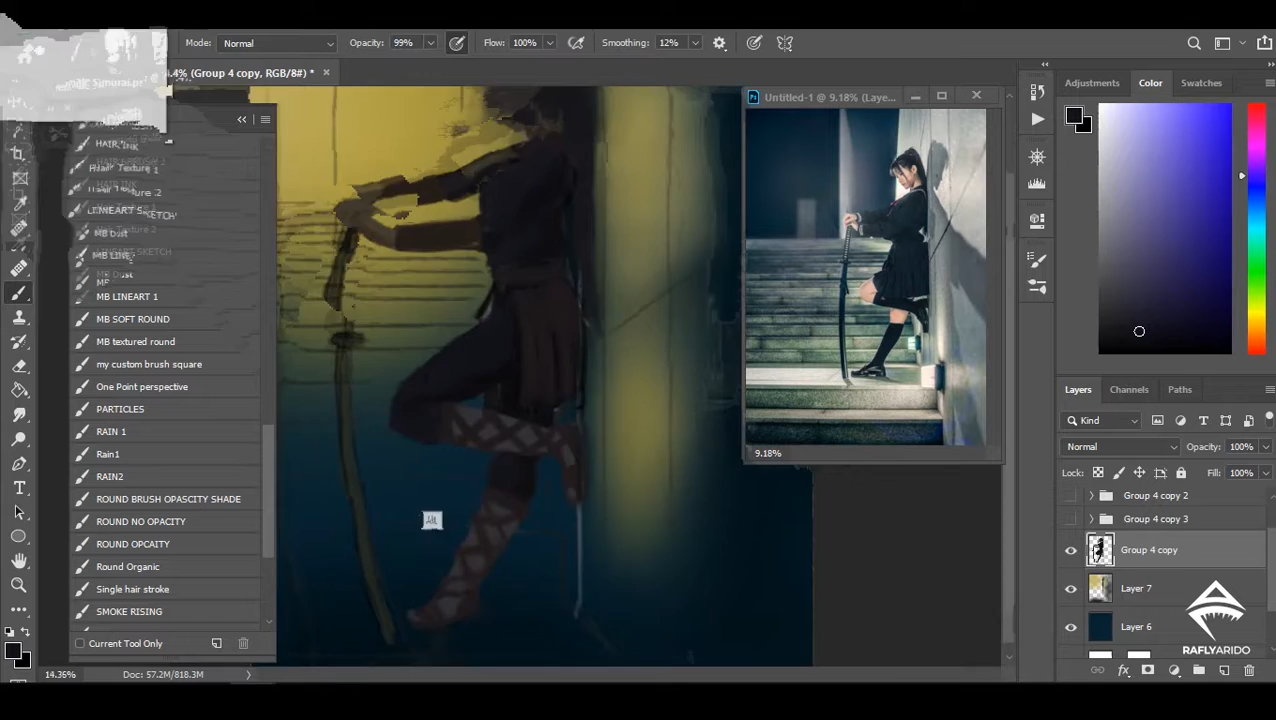 Mode: Normal Opacity: 99% Flow: 100% Smoothing: 12%
.4% (Group 4 copy, RGB/8#) *
HAIR INK
Hair Texture 1
LINEART SKETCH
MB Dust
MB LINE
MB LINEART 1
MB SOFT ROUND
MB textured round
my custom brush square
One Point perspective
PARTICLES
RAIN 1
Rain1
RAIN2
ROUND BRUSH OPASCITY SHADE
ROUND NO OPACITY
ROUND OPCAITY
Round Organic
Single hair stroke
SMOKE RISING
Current Tool Only
14.36% Doc: 57.2M/818.3M
Alt
Ps Untitled-1 @ 9.18% (Laye...
9.18%
Adjustments Color Swatches
Layers Channels Paths
Kind
Normal Opacity: 100%
Lock: Fill: 100%
Group 4 copy 2
Group 4 copy 3
Group 4 copy
Layer 7
Layer 6
fx
RAFLYARIDO